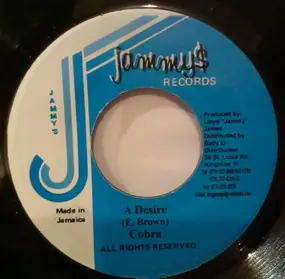 jammy$
RECORDS
JAMMY'S
Produced by:
Lloyd "Jammy"
James
Distributed by
Made in
Jamaica
A Desire
(E. Brown)
Cobra
ALL RIGHTS RESERVED